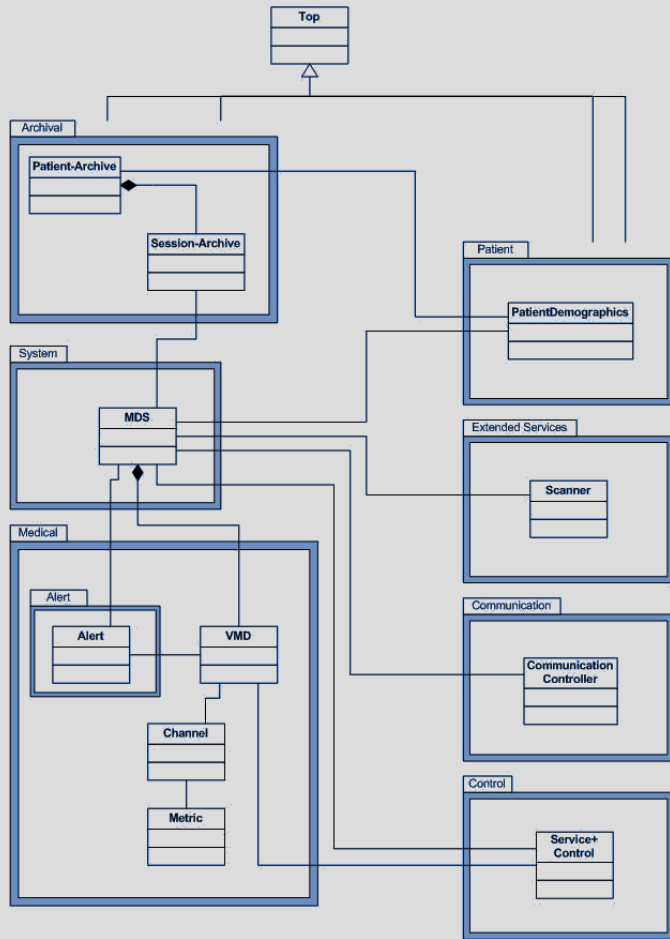 Top
Archival
Patient-Archive
Session-Archive
Patient
PatientDemographics
System
MDS
Extended Services
Scanner
Medical
Alert
Alert
VMD
Channel
Metric
Communication
Communication
Controller
Control
Service+
Control